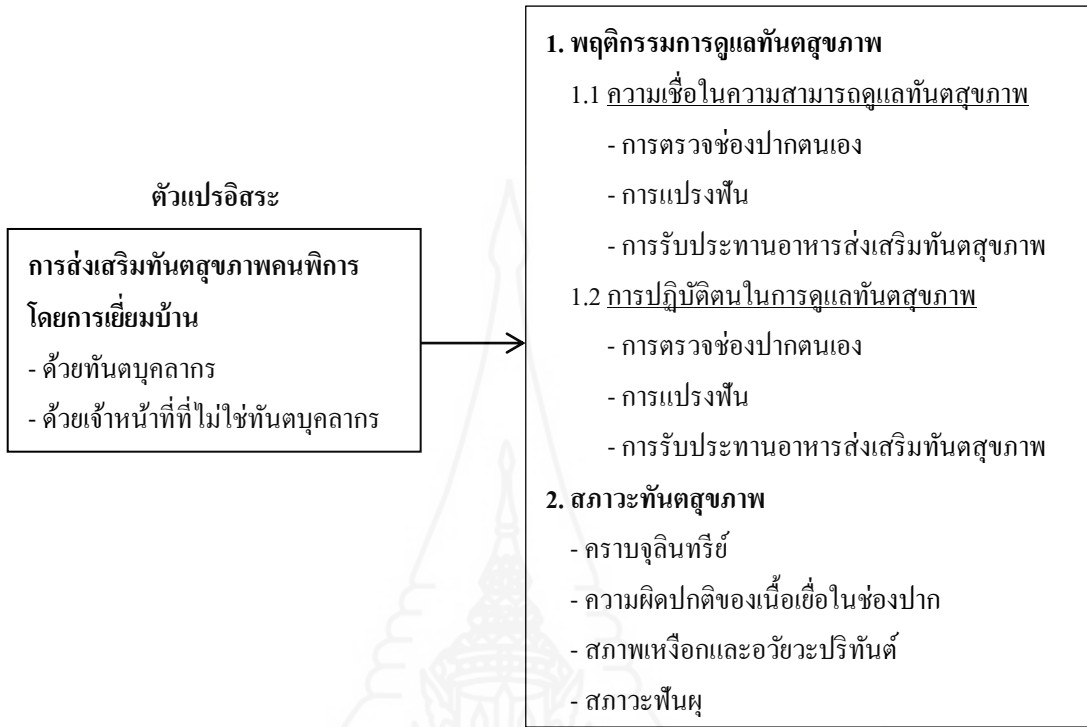 ตัวแปรอิสระ
การส่งเสริมทันตสุขภาพคนพิการ
โดยการเยี่ยมบ้าน
- ด้วยทันตบุคลากร
- ด้วยเจ้าหน้าที่ที่ไม่ใช่ทันตบุคลากร
1. พฤติกรรมการดูแลทันตสุขภาพ
1.1 ความเชื่อในความสามารถดูแลทันตสุขภาพ
- การตรวจช่องปากตนเอง
- การแปรงฟัน
- การรับประทานอาหารส่งเสริมทันตสุขภาพ
1.2 การปฏิบัติตนในการดูแลทันตสุขภาพ
- การตรวจช่องปากตนเอง
- การแปรงฟัน
- การรับประทานอาหารส่งเสริมทันตสุขภาพ
2. สภาวะทันตสุขภาพ
- คราบจุลินทรีย์
- ความผิดปกติของเนื้อเยื่อในช่องปาก
- สภาพเหงือกและอวัยวะปริทันต์
- สภาวะฟันผุ